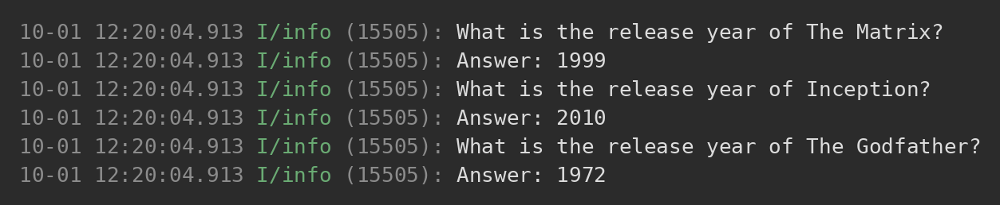 10-01 12:20:04.913 I/info (15505): What is the release year of The Matrix?
10-01 12:20:04.913 I/info (15505): Answer: 1999
10-01 12:20:04.913 I/info (15505): What is the release year of Inception?
10-01 12:20:04.913 I/info (15505): Answer: 2010
10-01 12:20:04.913 I/info (15505): What is the release year of The Godfather?
10-01 12:20:04.913 I/info (15505): Answer: 1972